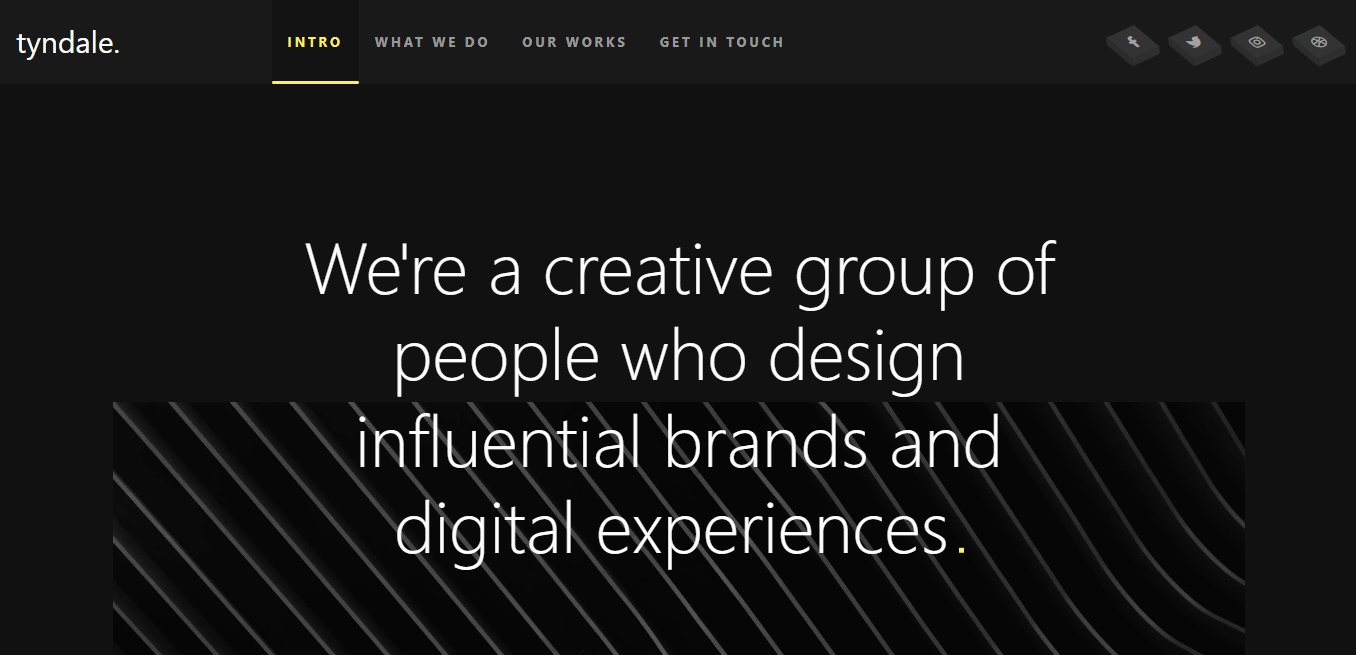 tyndale.
INTRO
WHAT WE DO
OUR WORKS
GET IN TOUCH
We're a creative group of
people who design
influential brands and
digital experiences.